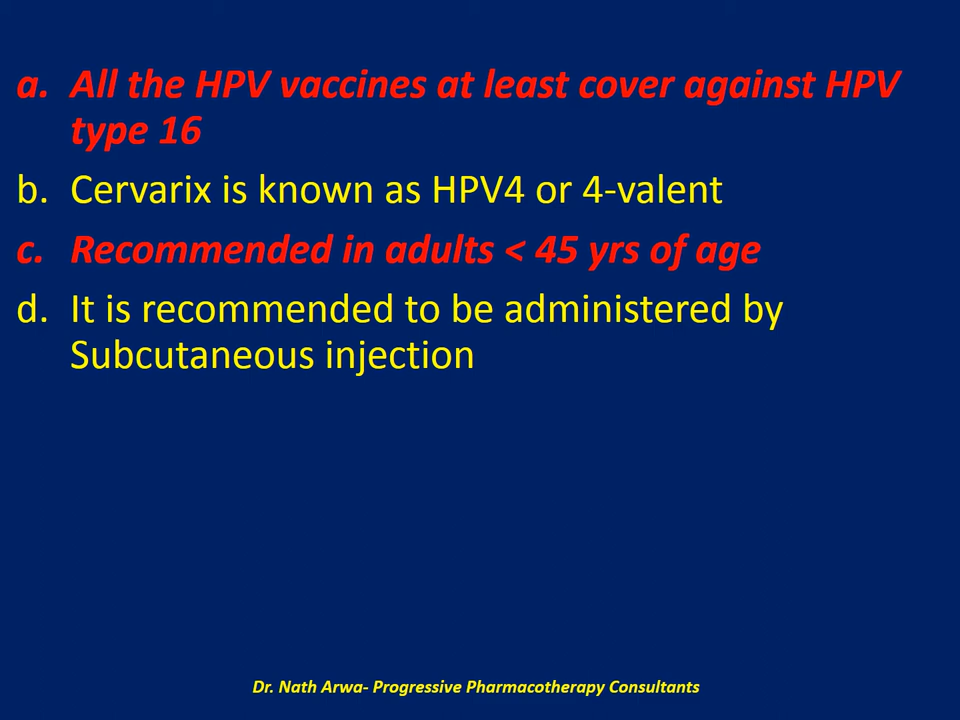 a. All the HPV vaccines at least cover against HPV
type 16
b. Cervarix is known as HPV4 or 4-valent
c. Recommended in adults < 45 yrs of age
d. It is recommended to be administered by
Subcutaneous injection
Dr. Nath Arwa- Progressive Pharmacotherapy Consultants